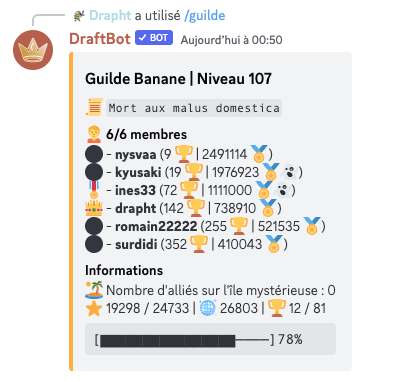 Drapht a utilisé /guilde
DraftBot ✓ BOT Aujourd'hui à 00:50
Guilde Banane | Niveau 107
Mort aux malus domestica
6/6 membres
- nysvaa (9 🏆 | 2491114 🏅)
- kyusaki (19 🏆 | 1976923 🏅👻)
- ines33 (72 🏆 | 1111000 🏅👻)
- drapht (142 🏆 | 738910 🏅)
- romain22222 (255 🏆 | 521535 🏅)
- surdidi (352 🏆 | 410043 🏅)
Informations
🏝️ Nombre d'alliés sur l'île mystérieuse : 0
⭐ 19298 / 24733 | 🌐 26803 | 🏆 12 / 81
[■■■■■■■■■■■■■■■■────] 78%